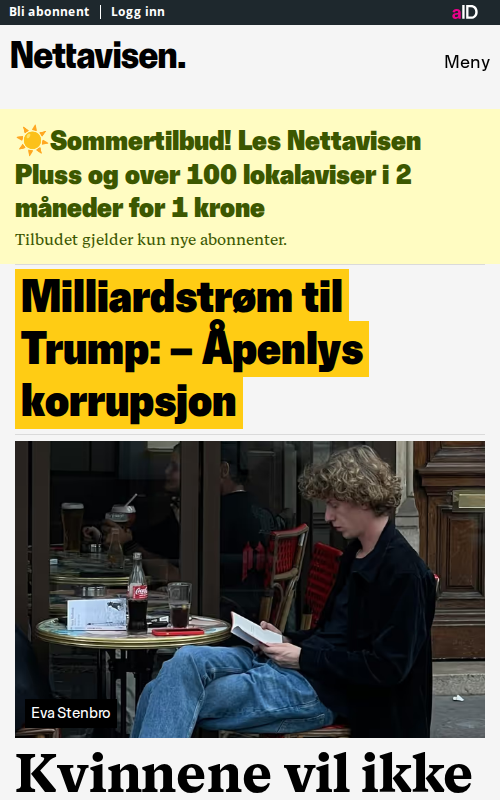 Bli abonnent | Logg inn
aID
Nettavisen.
Meny
☀️Sommertilbud! Les Nettavisen
Pluss og over 100 lokalaviser i 2
måneder for 1 krone
Tilbudet gjelder kun nye abonnenter.
Milliardstrøm til
Trump: – Åpenlys
korrupsjon
Coca-Cola
Eva Stenbro
Kvinnene vil ikke